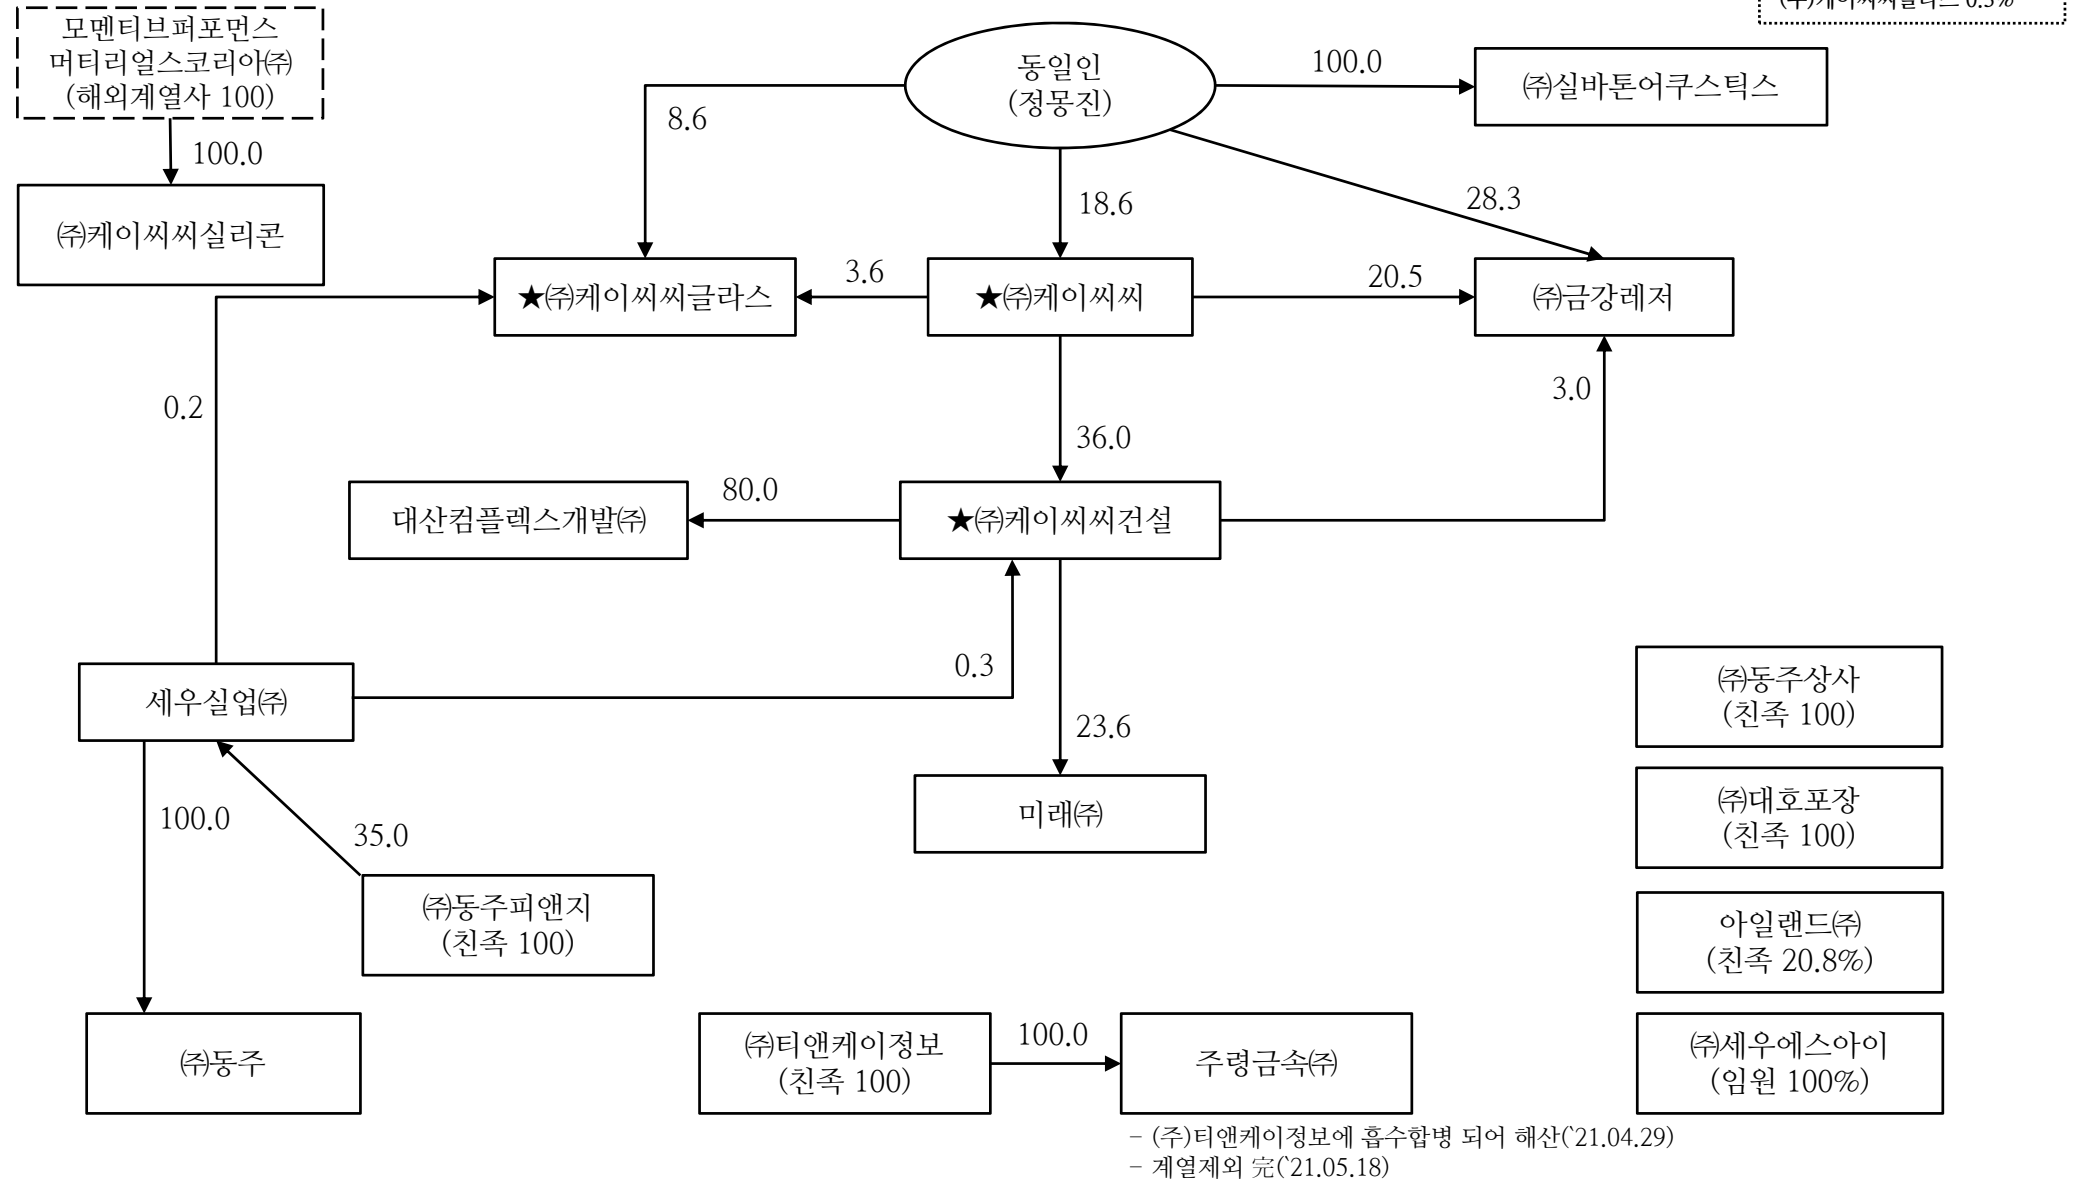 모멘티브퍼포먼스
머티리얼스코리아㈜
(해외계열사 100)
100.0
㈜케이씨씨실리콘
동일인
(정몽진)
100.0
㈜실바톤어쿠스틱스
8.6
18.6
28.3
★㈜케이씨씨글라스
3.6
★㈜케이씨씨
20.5
㈜금강레저
0.2
36.0
3.0
대산컴플렉스개발㈜
80.0
★㈜케이씨씨건설
세우실업㈜
0.3
23.6
미래㈜
100.0
35.0
㈜동주피앤지
(친족 100)
㈜동주
㈜티앤케이정보
(친족 100)
100.0
주령금속㈜
- (주)티앤케이정보에 흡수합병 되어 해산(`21.04.29)
- 계열제외 完(`21.05.18)
㈜동주상사
(친족 100)
㈜대호포장
(친족 100)
아일랜드㈜
(친족 20.8%)
㈜세우에스아이
(임원 100%)